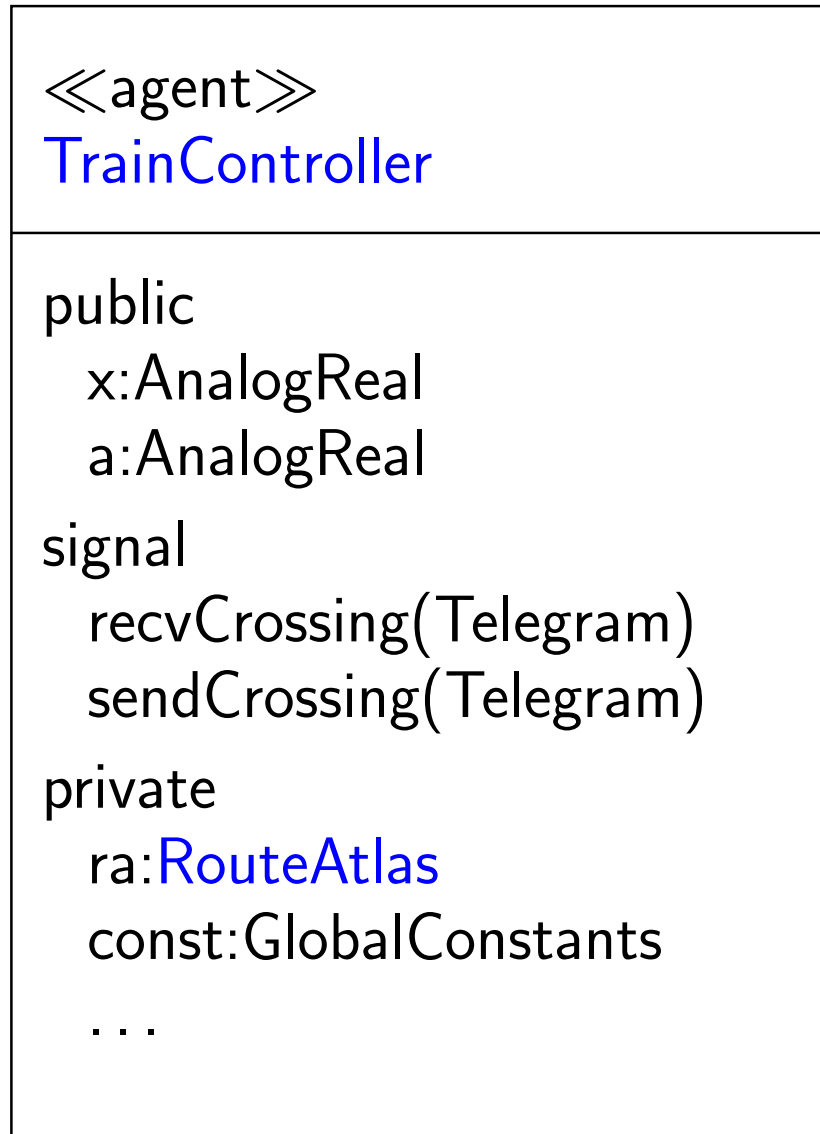 ≪agent≫
TrainController
public
x:AnalogReal
a:AnalogReal
signal
recvCrossing(Telegram)
sendCrossing(Telegram)
private
ra:RouteAtlas
const:GlobalConstants
...